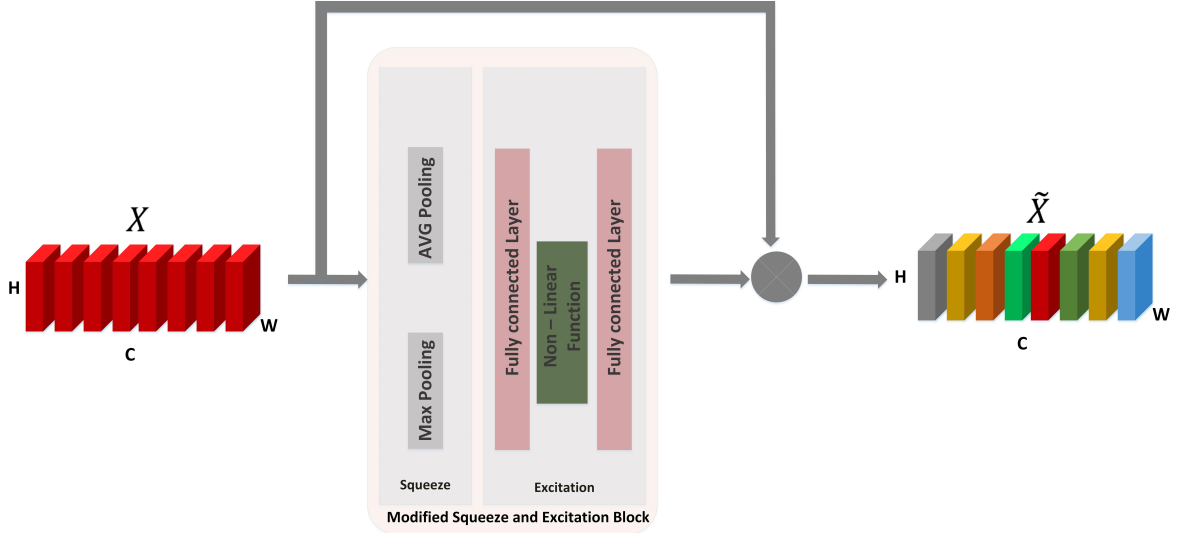 X
H
W
C
AVG Pooling
Max Pooling
Squeeze
Fully connected Layer
Non – Linear
Function
Fully connected Layer
Excitation
Modified Squeeze and Excitation Block
X̃
H
W
C